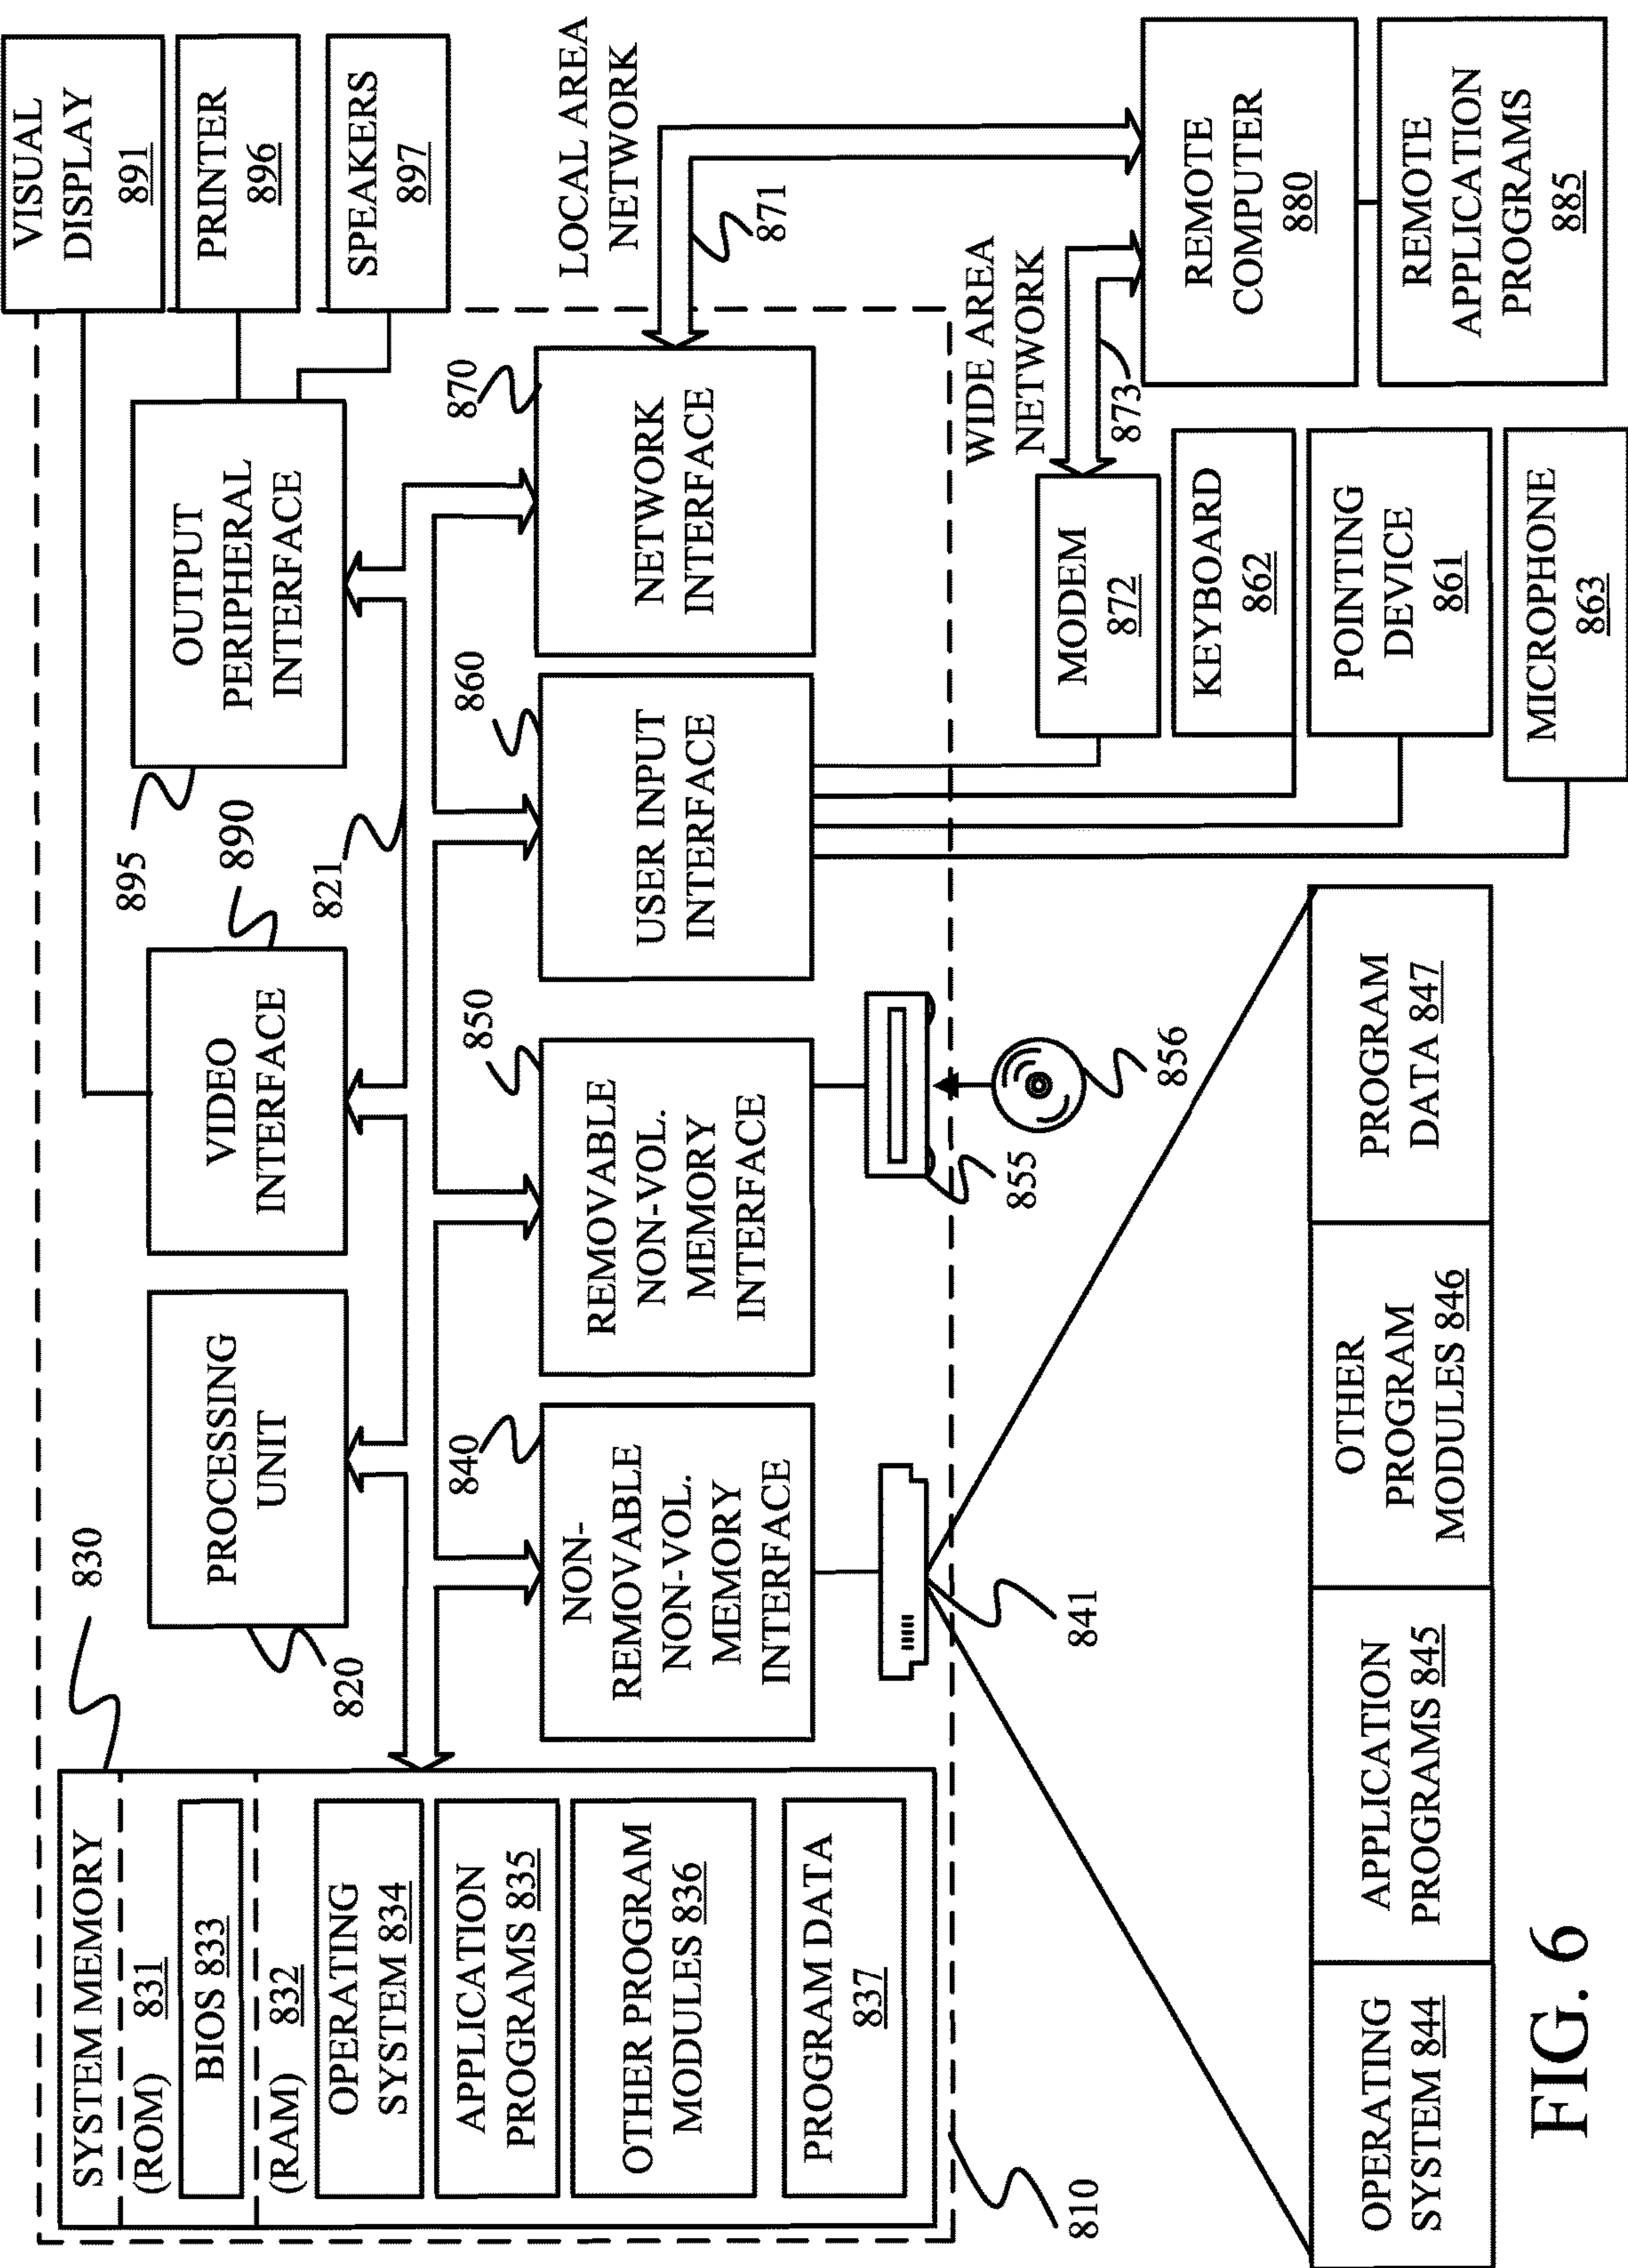 SYSTEM MEMORY
(ROM) 831
BIOS 833
(RAM) 832
OPERATING
SYSTEM 834
APPLICATION
PROGRAMS 835
OTHER PROGRAM
MODULES 836
PROGRAM DATA
837
810
830
PROCESSING
UNIT
820
VIDEO
INTERFACE
890
821
OUTPUT
PERIPHERAL
INTERFACE
895
VISUAL
DISPLAY
891
PRINTER
896
SPEAKERS
897
NON-
REMOVABLE
NON-VOL.
MEMORY
INTERFACE
840
REMOVABLE
NON-VOL.
MEMORY
INTERFACE
850
USER INPUT
INTERFACE
860
NETWORK
INTERFACE
870
LOCAL AREA
NETWORK
871
841
855
856
WIDE AREA
NETWORK
873
MODEM
872
KEYBOARD
862
POINTING
DEVICE
861
MICROPHONE
863
REMOTE
COMPUTER
880
REMOTE
APPLICATION
PROGRAMS
885
OPERATING
SYSTEM 844
APPLICATION
PROGRAMS 845
OTHER
PROGRAM
MODULES 846
PROGRAM
DATA 847
FIG. 6